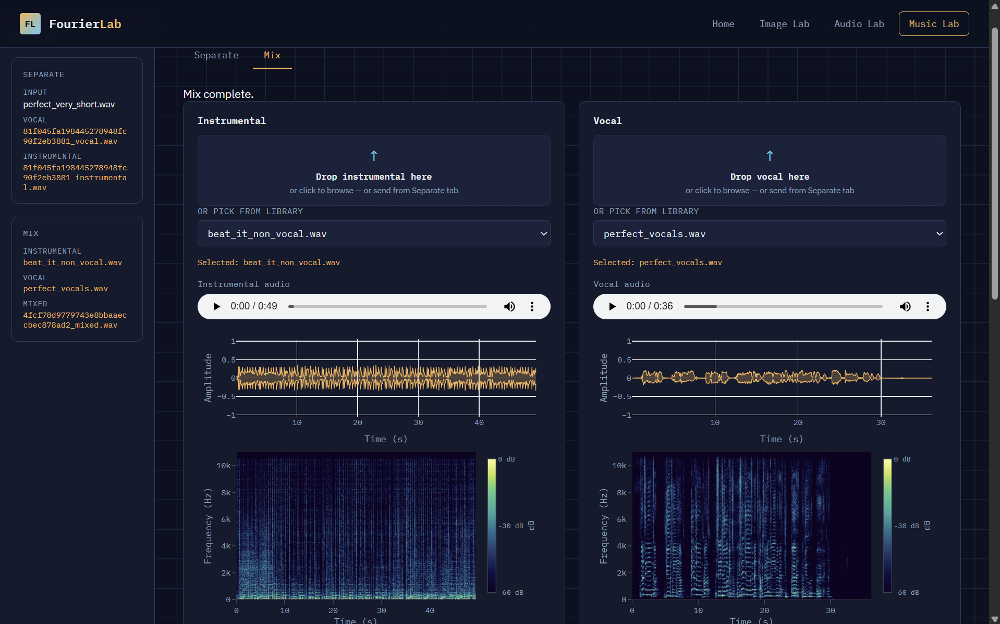 FL FourierLab
Home
Image Lab
Audio Lab
Music Lab
SEPARATE
INPUT
perfect_very_short.wav
VOCAL
81f045fa198445278948fc
90f2eb3881_vocal.wav
INSTRUMENTAL
81f045fa198445278948fc
90f2eb3881_instrumenta
l.wav
MIX
INSTRUMENTAL
beat_it_non_vocal.wav
VOCAL
perfect_vocals.wav
MIXED
4fcf78d9779743e8bbaaec
cbec878ad2_mixed.wav
Separate
Mix
Mix complete.
Instrumental
↑
Drop instrumental here
or click to browse — or send from Separate tab
OR PICK FROM LIBRARY
beat_it_non_vocal.wav
Selected: beat_it_non_vocal.wav
Instrumental audio
0:00 / 0:49
Amplitude
1
0.5
0
−0.5
−1
10 20 30 40
Time (s)
Frequency (Hz)
10k
8k
6k
4k
2k
0
0 10 20 30 40
Time (s)
0 dB
-30 dB
-60 dB
dB
Vocal
↑
Drop vocal here
or click to browse — or send from Separate tab
OR PICK FROM LIBRARY
perfect_vocals.wav
Selected: perfect_vocals.wav
Vocal audio
0:00 / 0:36
Amplitude
1
0.5
0
−0.5
−1
10 20 30
Time (s)
Frequency (Hz)
10k
8k
6k
4k
2k
0
0 10 20 30
Time (s)
0 dB
-30 dB
-60 dB
dB